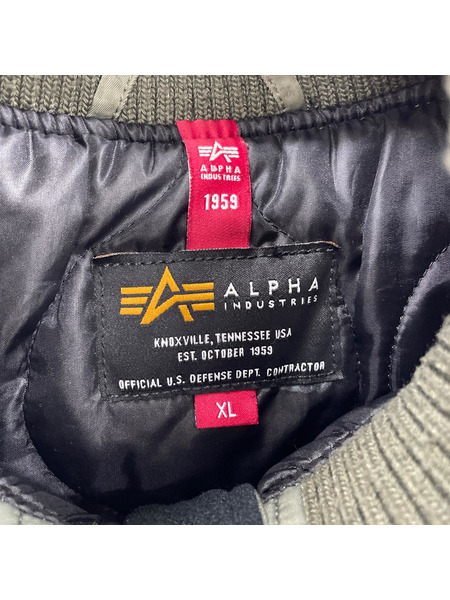 ALPHA
INDUSTRIES
1959
ALPHA
INDUSTRIES
KNOXVILLE, TENNESSEE USA
EST. OCTOBER 1959
OFFICIAL U.S. DEFENSE DEPT. CONTRACTOR
XL